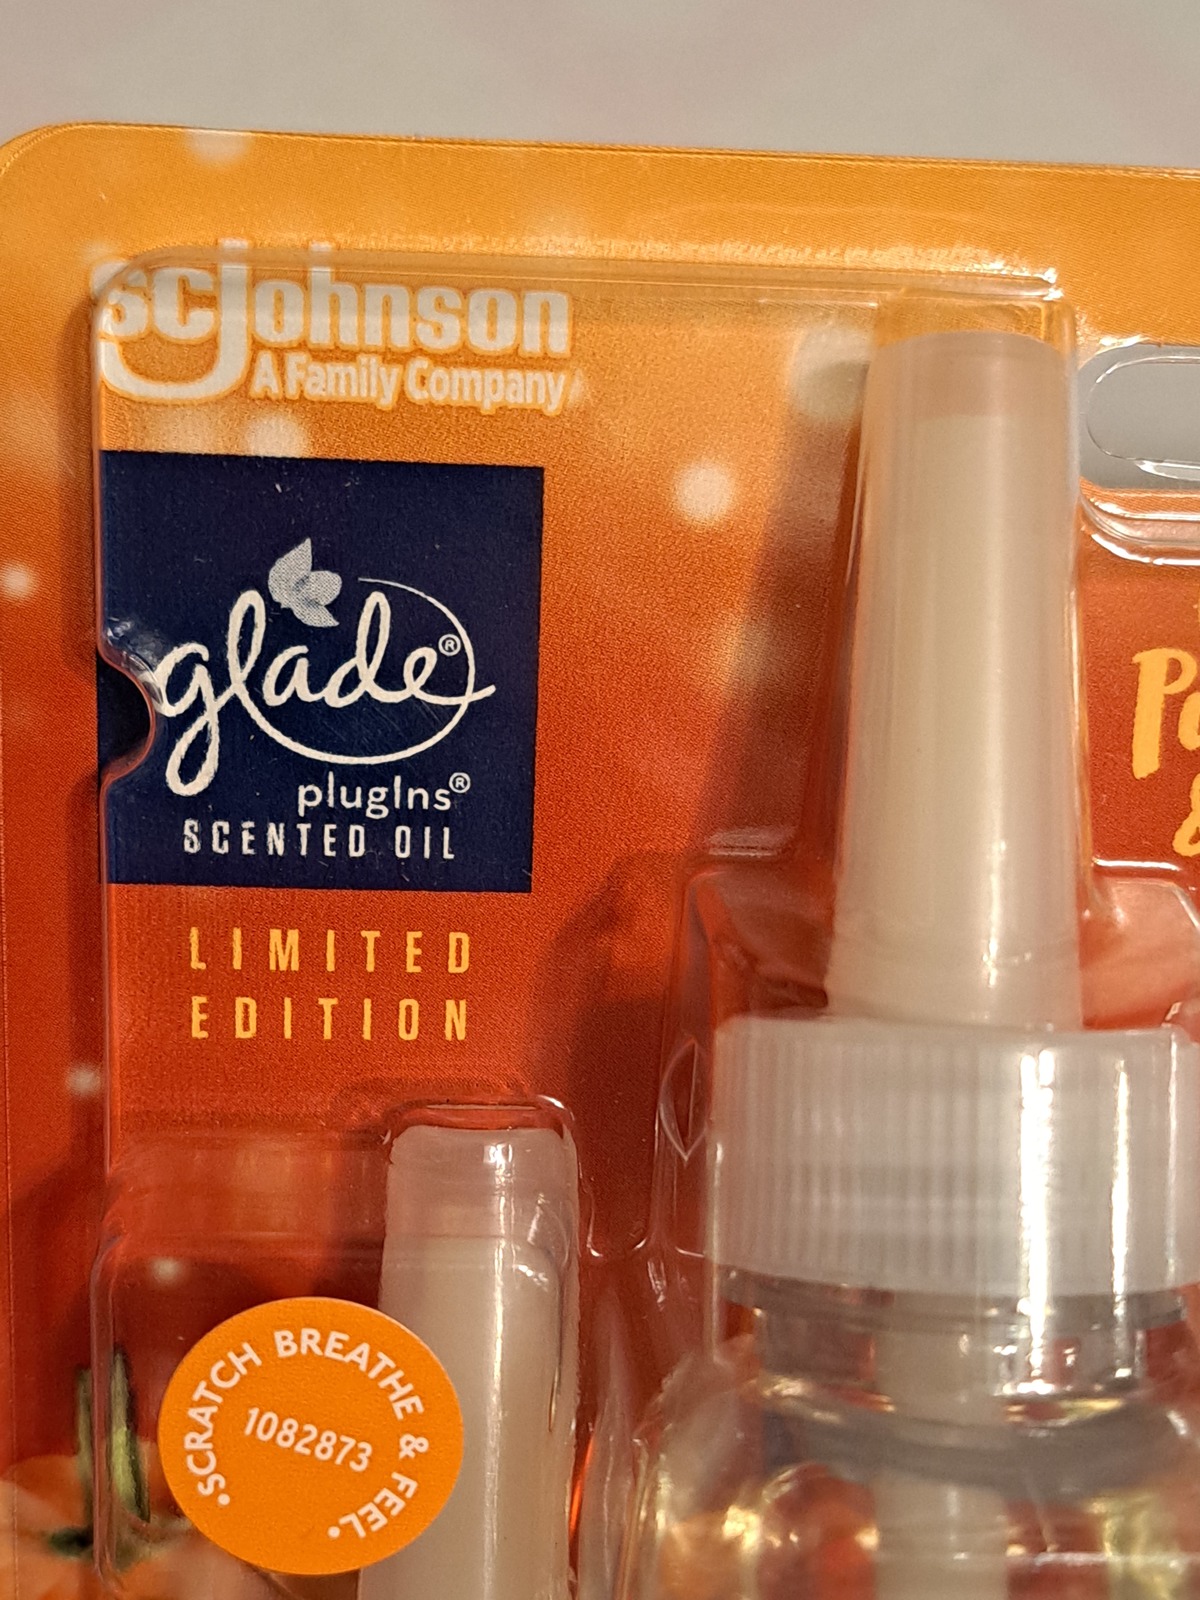 scJohnson
A Family Company
glade®
plugIns®
SCENTED OIL
LIMITED
EDITION
·SCRATCH BREATHE & FEEL·
1082873